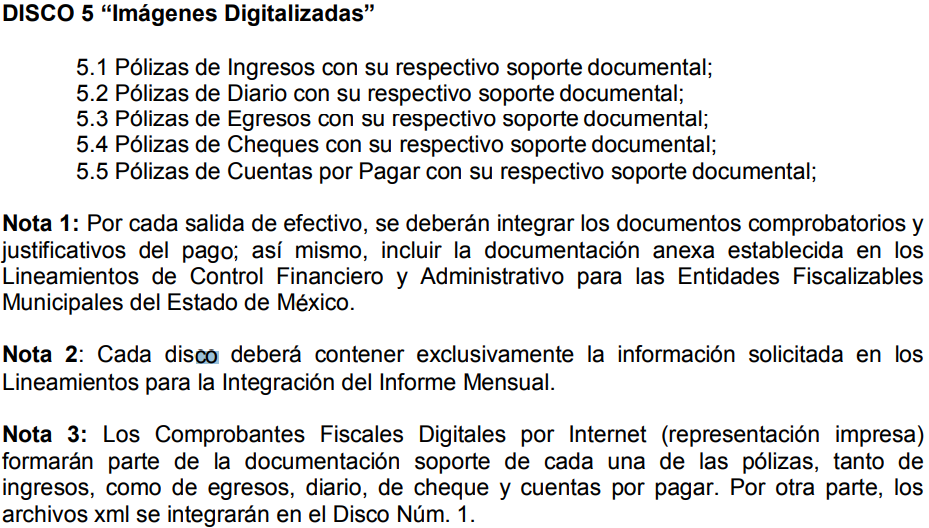 DISCO 5 “Imágenes Digitalizadas”
5.1 Pólizas de Ingresos con su respectivo soporte documental;
5.2 Pólizas de Diario con su respectivo soporte documental;
5.3 Pólizas de Egresos con su respectivo soporte documental;
5.4 Pólizas de Cheques con su respectivo soporte documental;
5.5 Pólizas de Cuentas por Pagar con su respectivo soporte documental;
Nota 1: Por cada salida de efectivo, se deberán integrar los documentos comprobatorios y
justificativos del pago; así mismo, incluir la documentación anexa establecida en los
Lineamientos de Control Financiero y Administrativo para las Entidades Fiscalizables
Municipales del Estado de México.
Nota 2: Cada disco deberá contener exclusivamente la información solicitada en los
Lineamientos para la Integración del Informe Mensual.
Nota 3: Los Comprobantes Fiscales Digitales por Internet (representación impresa)
formarán parte de la documentación soporte de cada una de las pólizas, tanto de
ingresos, como de egresos, diario, de cheque y cuentas por pagar. Por otra parte, los
archivos xml se integrarán en el Disco Núm. 1.